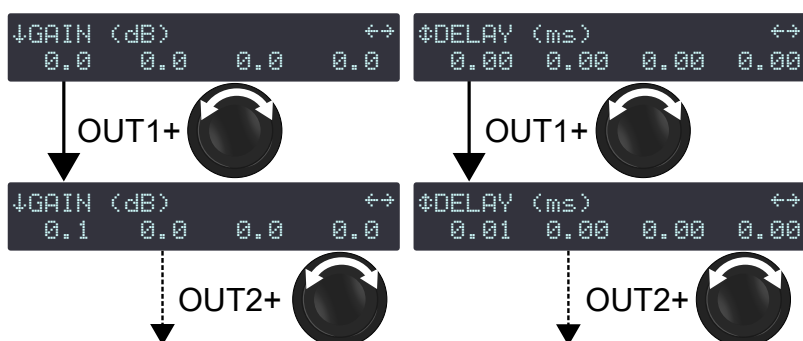 ↓GAIN (dB) ↔
0.0 0.0 0.0 0.0
OUT1+
↓GAIN (dB) ↔
0.1 0.0 0.0 0.0
OUT2+
↕DELAY (ms) ↔
0.00 0.00 0.00 0.00
OUT1+
↕DELAY (ms) ↔
0.01 0.00 0.00 0.00
OUT2+